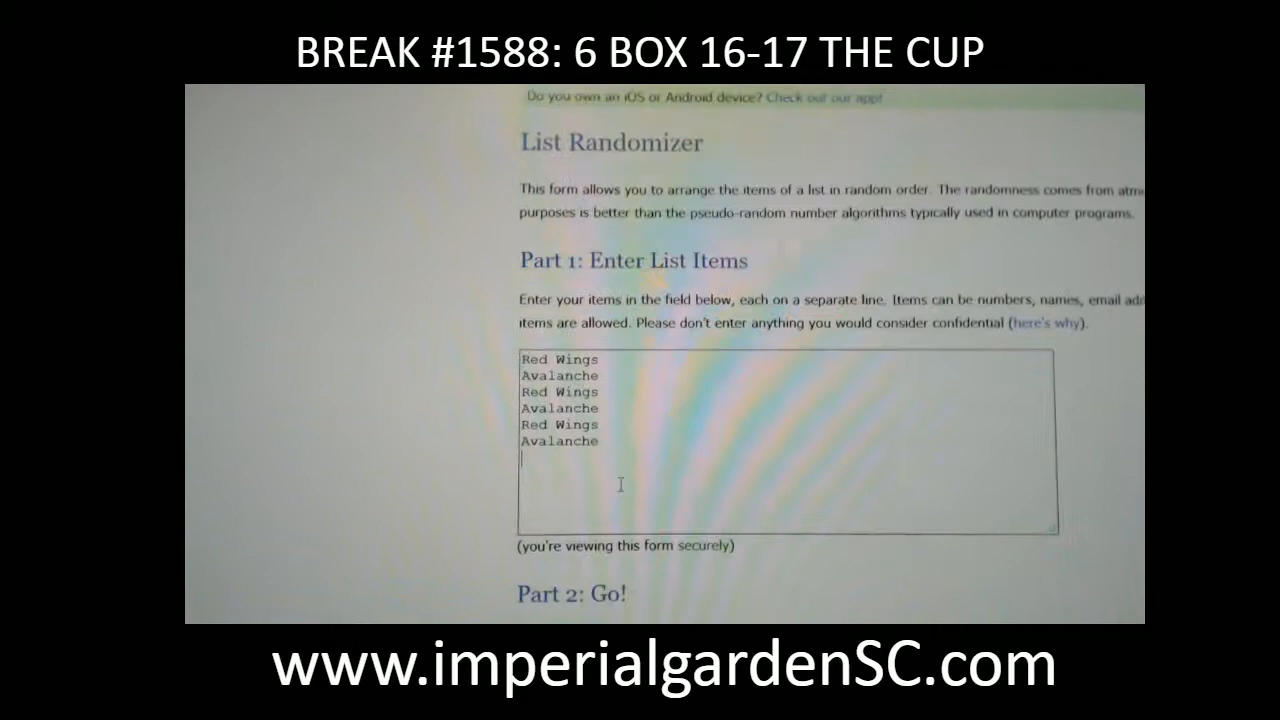 BREAK #1588: 6 BOX 16-17 THE CUP
Do you own an iOS or Android device? Check out our app!
List Randomizer
This form allows you to arrange the items of a list in random order. The randomness comes from
purposes is better than the pseudo-random number algorithms typically used in computer programs.
Part 1: Enter List Items
Enter your items in the field below, each on a separate line. Items can be numbers, names, email
items are allowed. Please don't enter anything you would consider confidential (here's why).
Red Wings
Avalanche
Red Wings
Avalanche
Red Wings
Avalanche
(you're viewing this form securely)
Part 2: Go!
www.imperialgardenSC.com